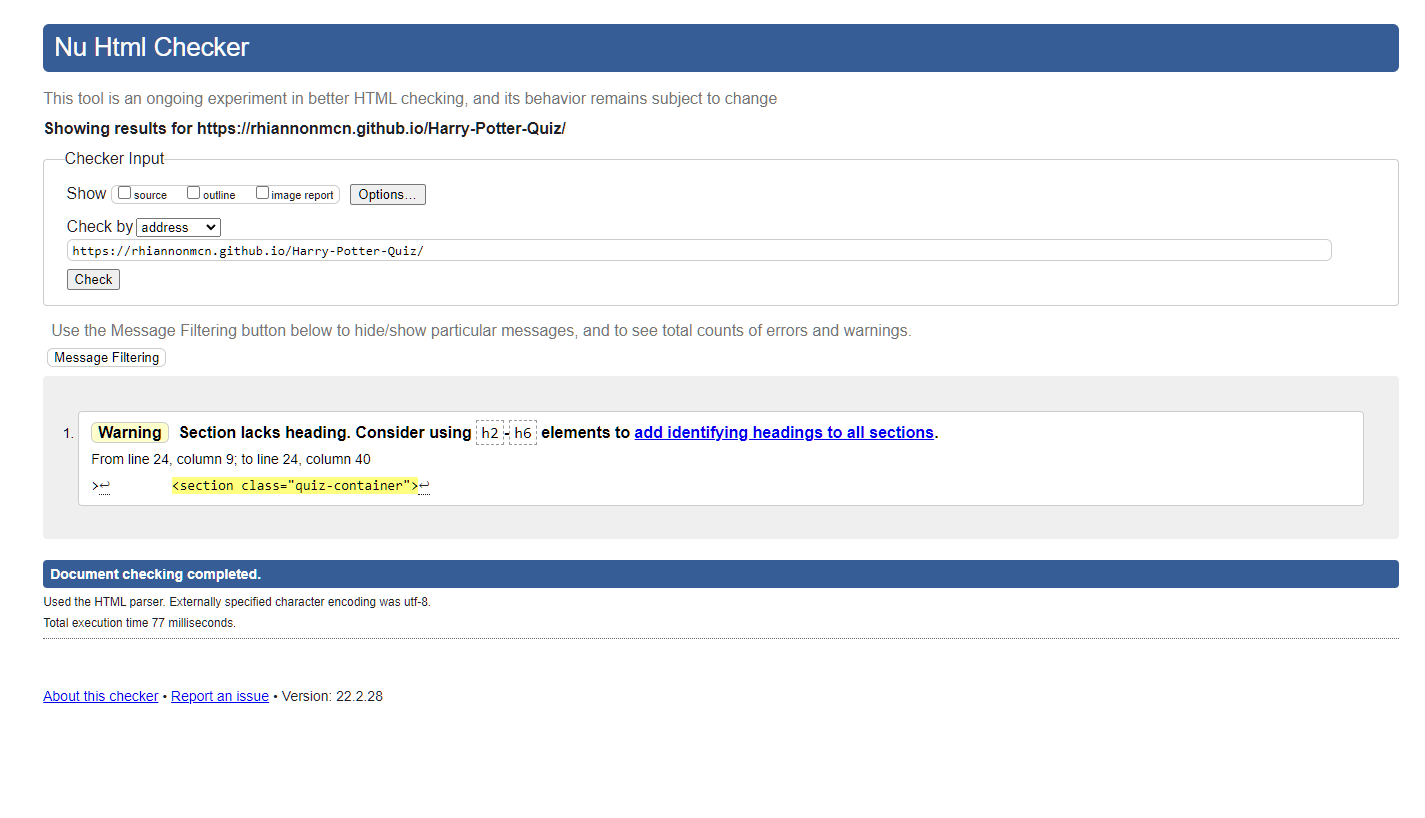 Nu Html Checker
This tool is an ongoing experiment in better HTML checking, and its behavior remains subject to change
Showing results for https://rhiannonmcn.github.io/Harry-Potter-Quiz/
Checker Input
Show source outline image report Options...
Check by address
https://rhiannonmcn.github.io/Harry-Potter-Quiz/
Check
Use the Message Filtering button below to hide/show particular messages, and to see total counts of errors and warnings.
Message Filtering
1. Warning Section lacks heading. Consider using h2-h6 elements to add identifying headings to all sections.
From line 24, column 9; to line 24, column 40
>↩ <section class="quiz-container">↩
Document checking completed.
Used the HTML parser. Externally specified character encoding was utf-8.
Total execution time 77 milliseconds.
About this checker • Report an issue • Version: 22.2.28